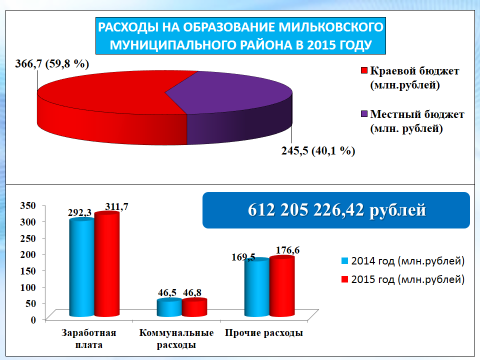 РАСХОДЫ НА ОБРАЗОВАНИЕ МИЛЬКОВСКОГО
МУНИЦИПАЛЬНОГО РАЙОНА В 2015 ГОДУ
366,7 (59,8 %)
Краевой бюджет
(млн.рублей)
Местный бюджет
(млн. рублей)
245,5 (40,1 %)
612 205 226,42 рублей
350
300
250
200
150
100
50
0
292,3
311,7
46,5
46,8
169,5
176,6
Заработная
плата
Коммунальные
расходы
Прочие расходы
2014 год (млн.рублей)
2015 год (млн.рублей)